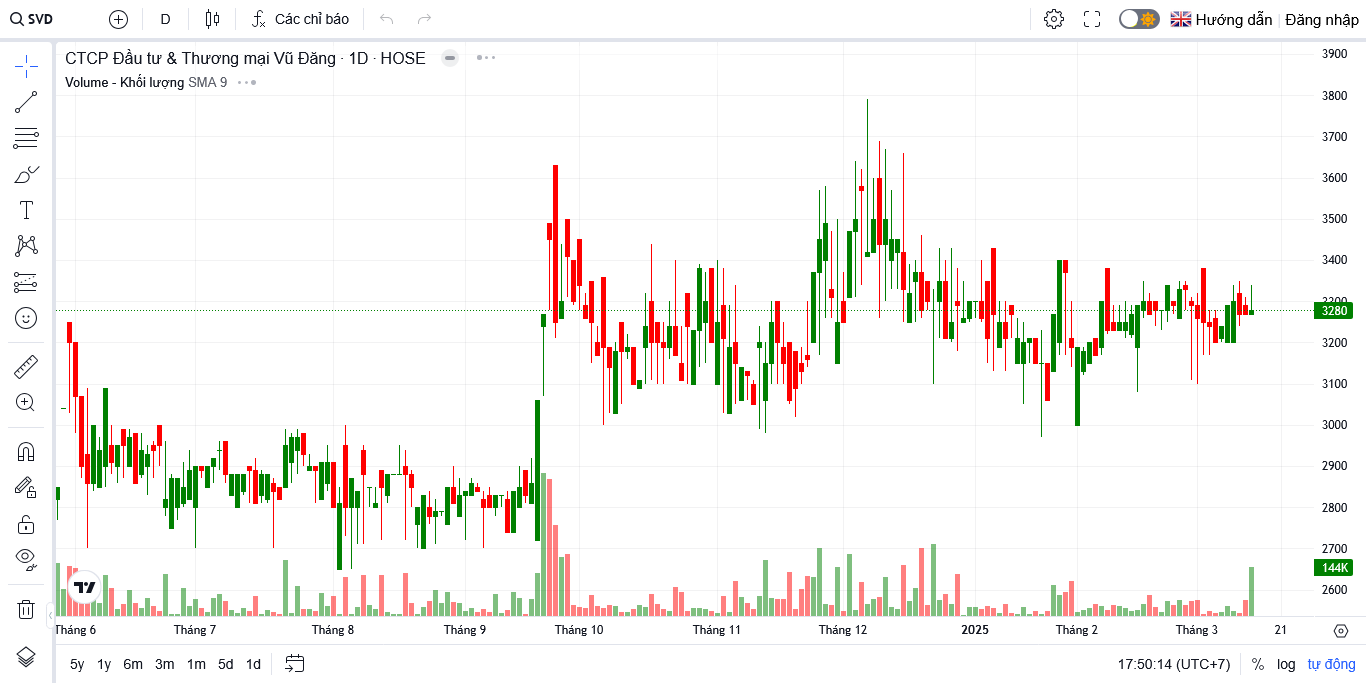 SVD D Các chỉ báo Hướng dẫn Đăng nhập
CTCP Đầu tư & Thương mại Vũ Đăng · 1D · HOSE
Volume - Khối lượng SMA 9
3900
3800
3700
3600
3500
3400
3300
3280
3200
3100
3000
2900
2800
2700
144K
2600
Tháng 6 Tháng 7 Tháng 8 Tháng 9 Tháng 10 Tháng 11 Tháng 12 2025 Tháng 2 Tháng 3 21
5y 1y 6m 3m 1m 5d 1d 17:50:14 (UTC+7) % log tự động